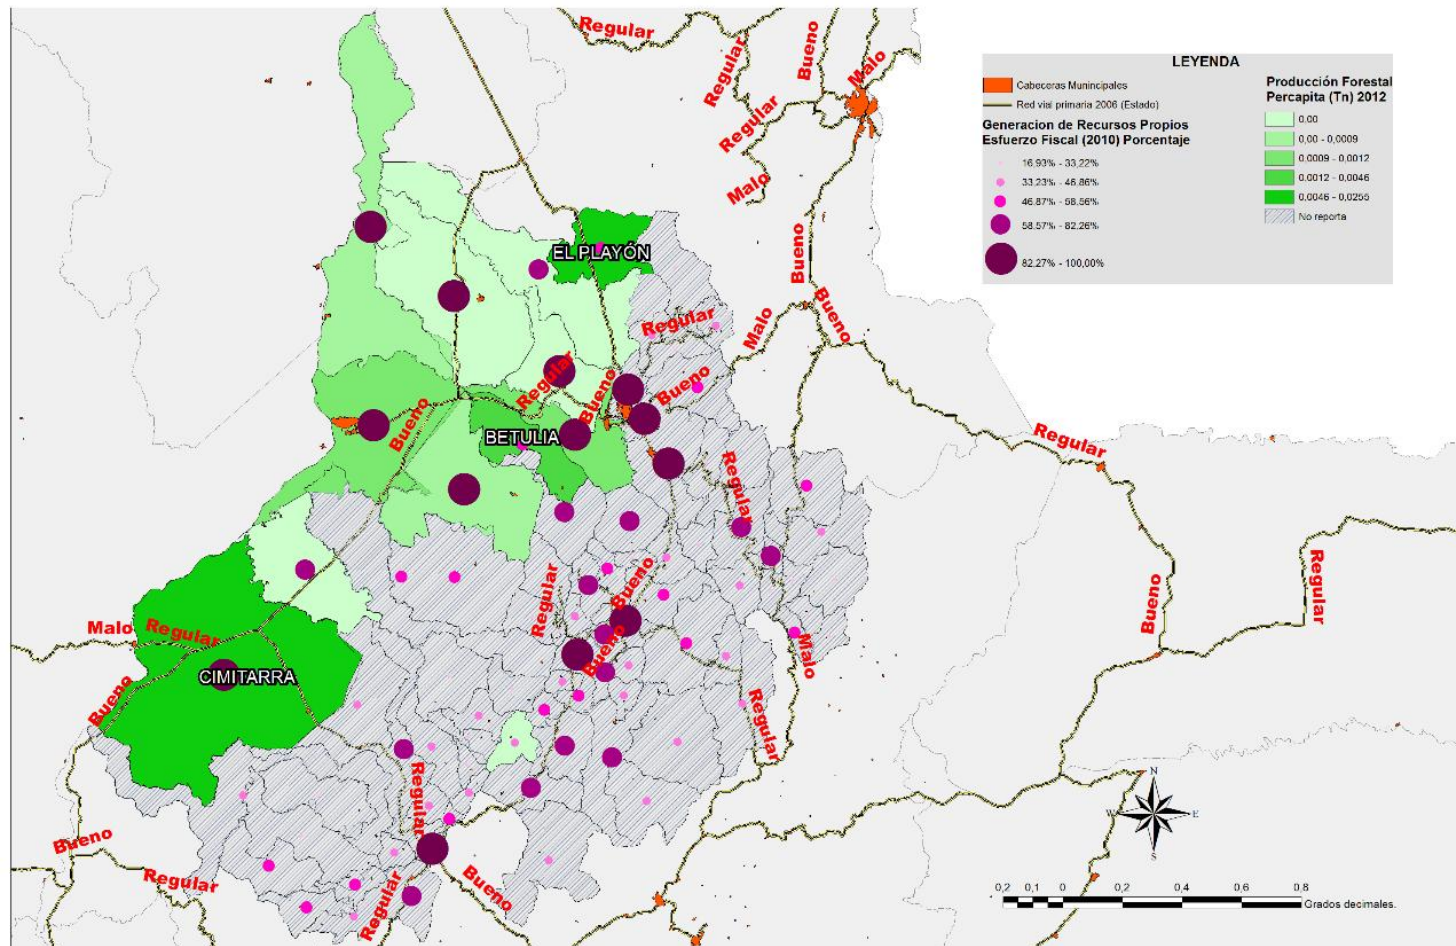 Regular
Regular
Bueno
Malo
Regular
Malo
Bueno
EL PLAYÓN
Regular
Malo
Bueno
Regular
Bueno
Bueno
Bueno
BETULIA
Regular
Regular
Regular
Bueno
Bueno
Malo
Regular
Malo
Regular
CIMITARRA
Bueno
Regular
Regular
Bueno
Regular
Regular
Bueno
Bueno
Regular
LEYENDA
Cabeceras Munincipales
Red vial primaria 2006 (Estado)
Generacion de Recursos Propios
Esfuerzo Fiscal (2010) Porcentaje
16,93% - 33,22%
33,23% - 46,86%
46,87% - 58,56%
58,57% - 82,26%
82,27% - 100,00%
Producción Forestal
Percapita (Tn) 2012
0,00
0,00 - 0,0009
0,0009 - 0,0012
0,0012 - 0,0046
0,0046 - 0,0255
No reporta
N
W
E
S
0,2 0,1 0 0,2 0,4 0,6 0,8
Grados decimales.